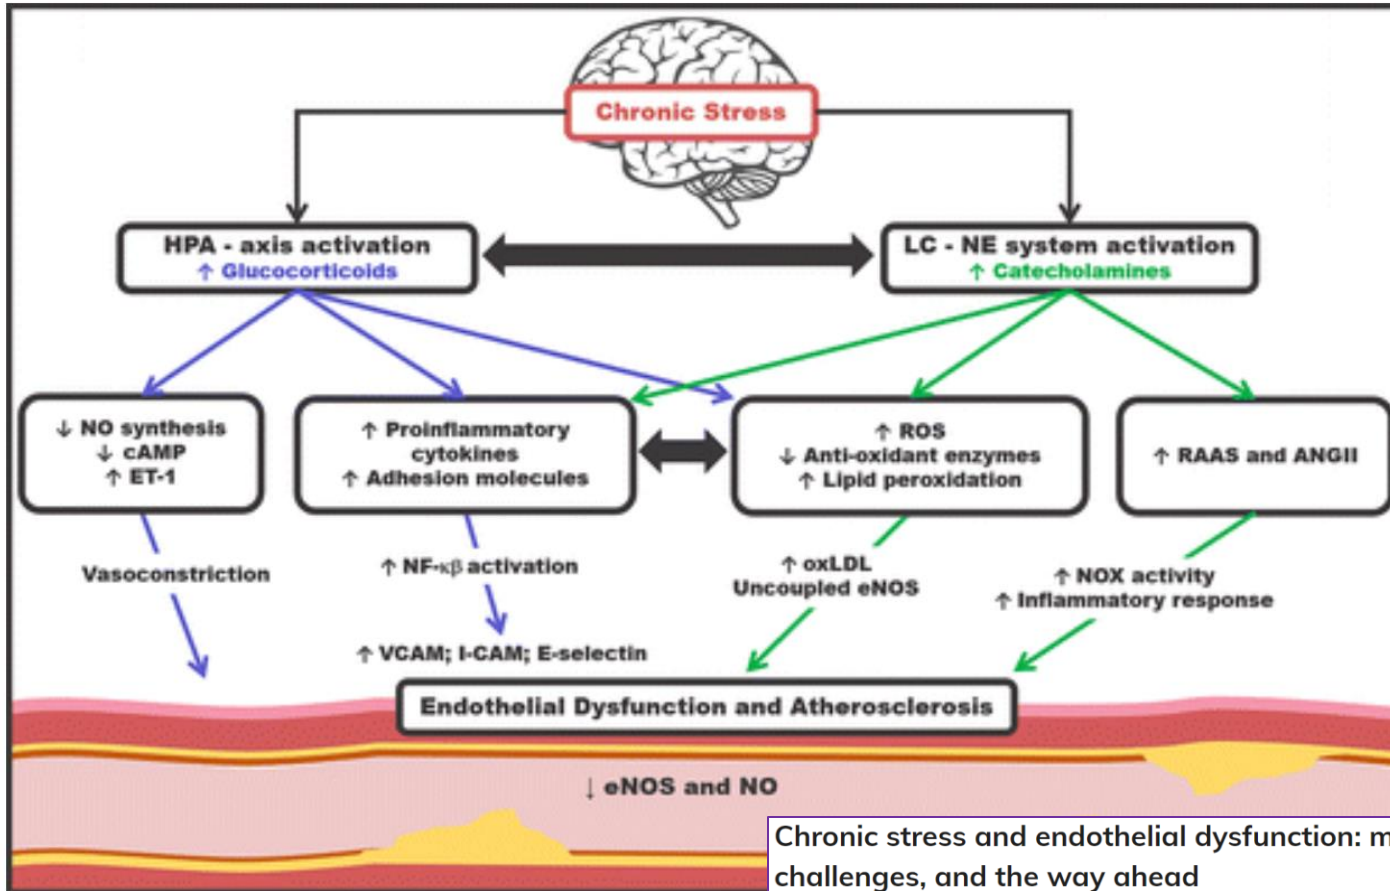 Chronic Stress
HPA - axis activation
↑ Glucocorticoids
LC - NE system activation
↑ Catecholamines
↓ NO synthesis
↓ cAMP
↑ ET-1
↑ Proinflammatory
cytokines
↑ Adhesion molecules
↑ ROS
↓ Anti-oxidant enzymes
↑ Lipid peroxidation
↑ RAAS and ANGII
Vasoconstriction
↑ NF-κβ activation
↑ oxLDL
Uncoupled eNOS
↑ NOX activity
↑ Inflammatory response
↑ VCAM; I-CAM; E-selectin
Endothelial Dysfunction and Atherosclerosis
↓ eNOS and NO
Chronic stress and endothelial dysfunction:
challenges, and the way ahead